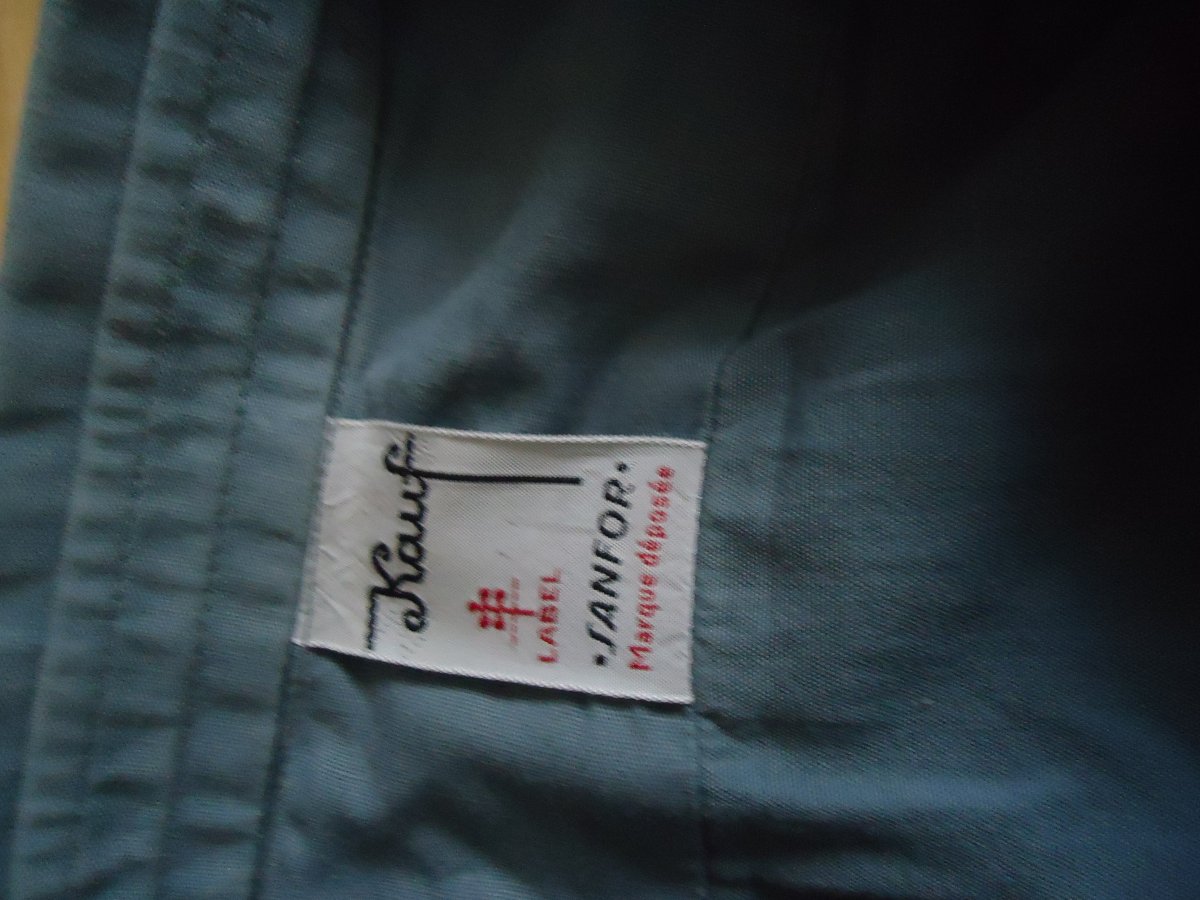 Kauf
LABEL
•SANFOR•
Marque déposée